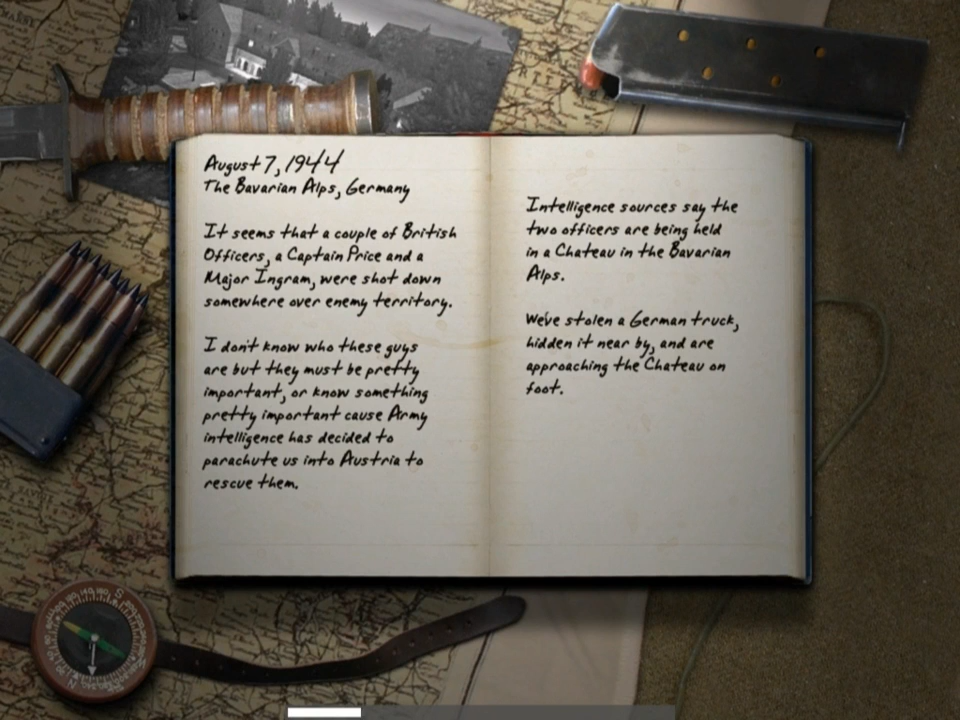 August 7, 1944
The Bavarian Alps, Germany
It seems that a couple of British
Officers, a Captain Price and a
Major Ingram, were shot down
somewhere over enemy territory.
I don't know who these guys
are but they must be pretty
important, or know something
pretty important cause Army
intelligence has decided to
parachute us into Austria to
rescue them.
Intelligence sources say the
two officers are being held
in a Chateau in the Bavarian
Alps.
We've stolen a German truck,
hidden it near by, and are
approaching the Chateau on
foot.